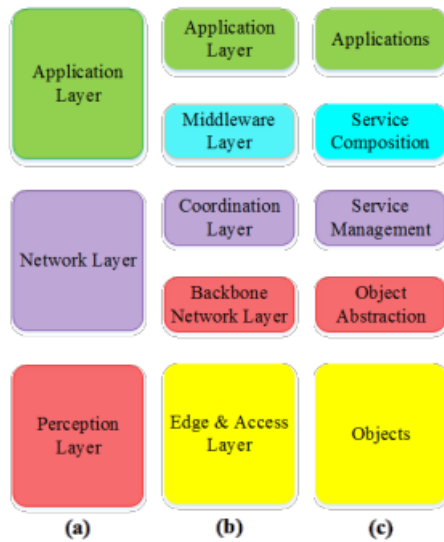 Application
Layer
Network Layer
Perception
Layer
(a)
Application
Layer
Middleware
Layer
Coordination
Layer
Backbone
Network Layer
Edge & Access
Layer
(b)
Applications
Service
Composition
Service
Management
Object
Abstraction
Objects
(c)